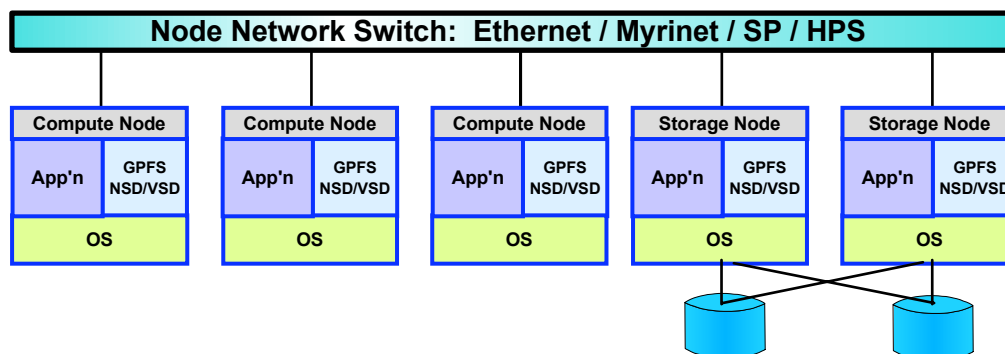 Node Network Switch: Ethernet / Myrinet / SP / HPS
Compute Node
App'n
GPFS
NSD/VSD
OS
Compute Node
App'n
GPFS
NSD/VSD
OS
Compute Node
App'n
GPFS
NSD/VSD
OS
Storage Node
App'n
GPFS
NSD/VSD
OS
Storage Node
App'n
GPFS
NSD/VSD
OS